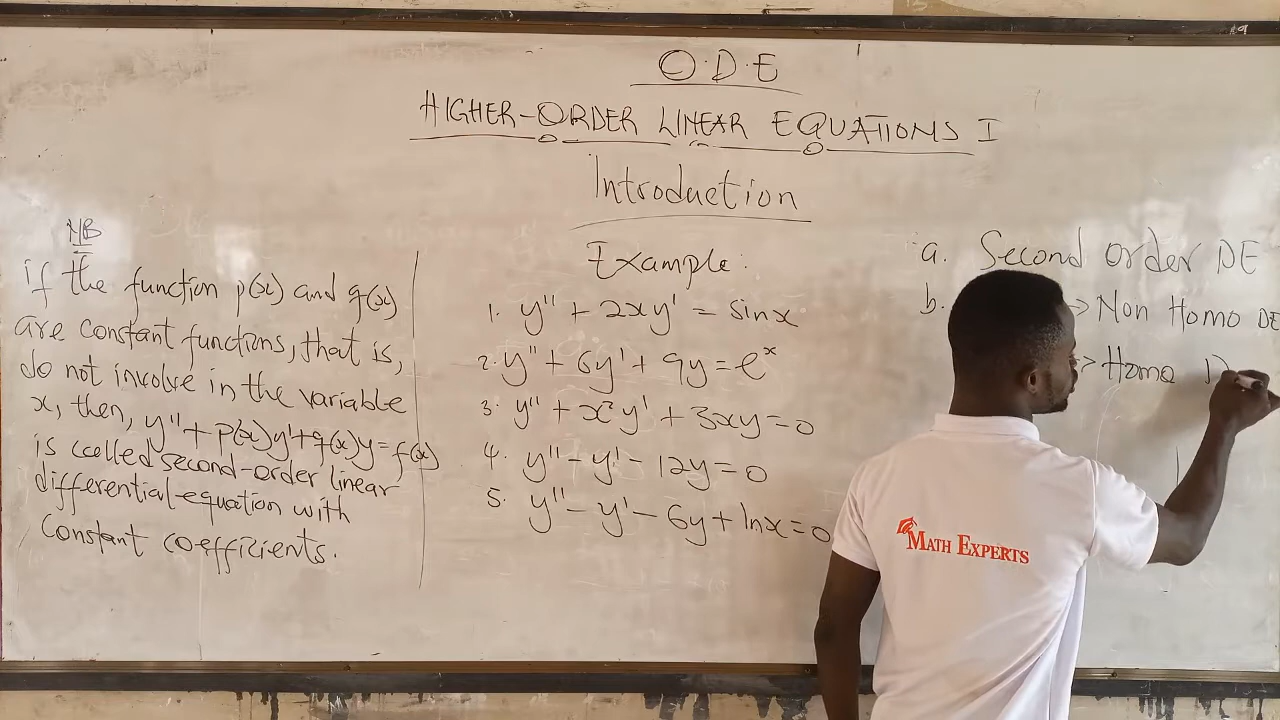 O.D.E
HIGHER-ORDER LINEAR EQUATIONS I
Introduction
NB
if the function p(x) and q(x)
are constant functions, that is,
do not involve in the variable
x, then, y'' + p(x)y' + q(x)y = f(x)
is called second-order linear
differential equation with
constant coefficients.
Example:
1. y'' + 2xy' = sinx
2. y'' + 6y' + 9y = e^x
3. y'' + x²y' + 3xy = 0
4. y'' - y' - 12y = 0
5. y'' - y' - 6y + lnx = 0
a. Second order DE
b. > Non Homo DE
> Homo D
MATH EXPERTS